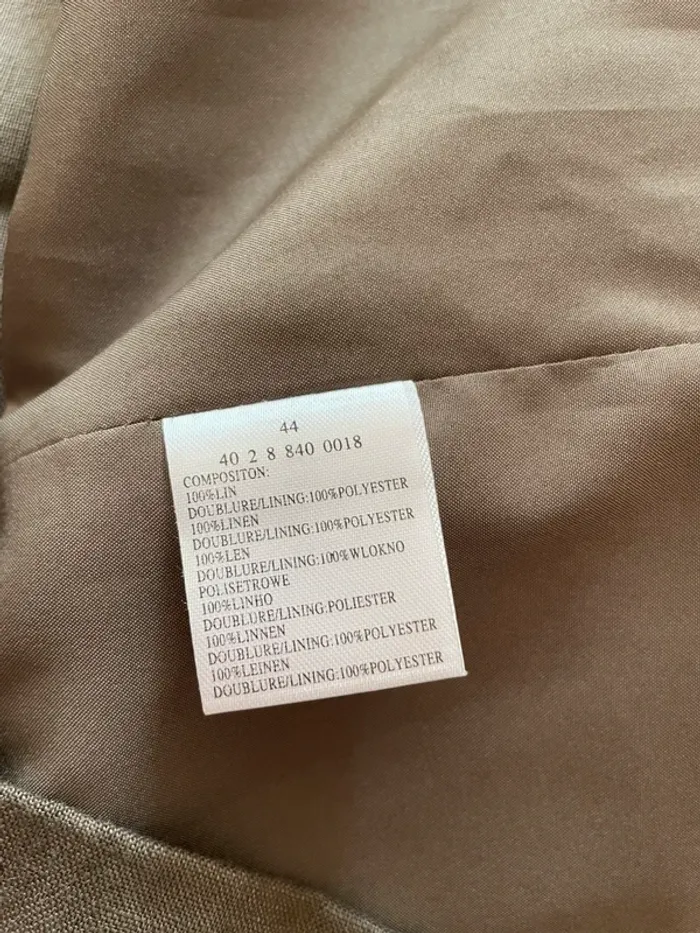 44
40 2 8 840 0018
COMPOSITON:
100%LIN
DOUBLURE/LINING:100%POLYESTER
100%LINEN
DOUBLURE/LINING:100%POLYESTER
100%LEN
DOUBLURE/LINING:100%WLOKNO
POLISETROWE
100%LINHO
DOUBLURE/LINING:POLIESTER
100%LINNEN
DOUBLURE/LINING:100%POLYESTER
100%LEINEN
DOUBLURE/LINING:100%POLYESTER